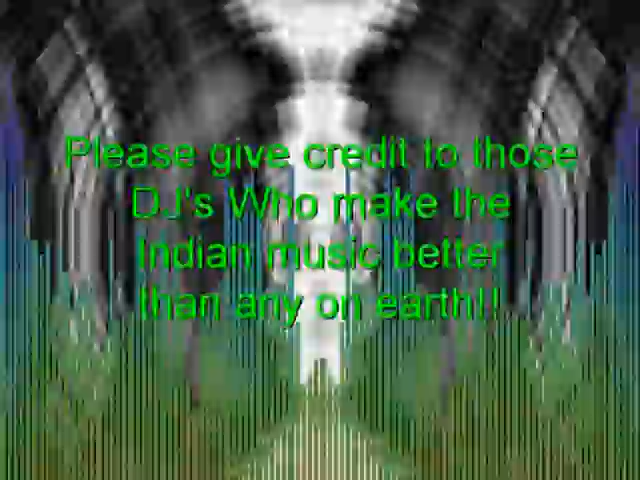 Please give credit to those
DJ's Who make the
Indian music better
than any on earth!!